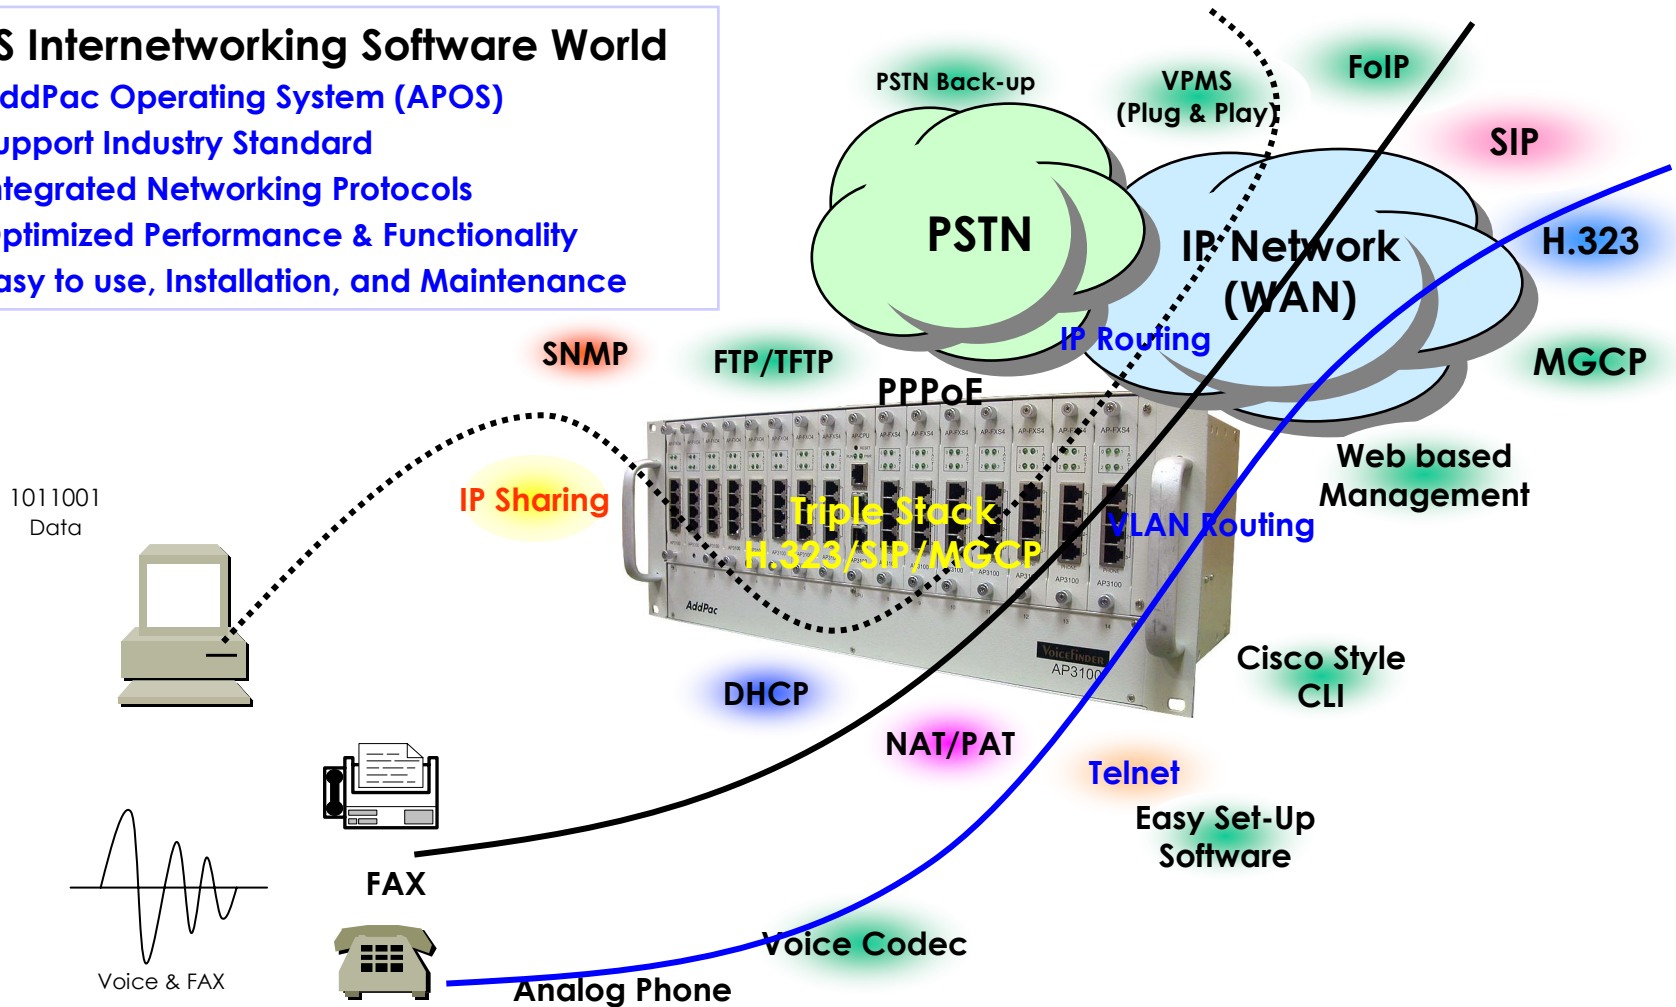 S Internetworking Software World
ddPac Operating System (APOS)
upport Industry Standard
ntegrated Networking Protocols
ptimized Performance & Functionality
asy to use, Installation, and Maintenance
PSTN Back-up
VPMS
(Plug & Play)
FoIP
SIP
PSTN
IP Network
(WAN)
H.323
IP Routing
MGCP
SNMP
FTP/TFTP
PPPoE
Web based
Management
1011001
Data
IP Sharing
Triple Stack
H.323/SIP/MGCP
VLAN Routing
AddPac
VoiceFinder
AP3100
Cisco Style
CLI
DHCP
NAT/PAT
Telnet
Easy Set-Up
Software
FAX
Voice Codec
Voice & FAX
Analog Phone